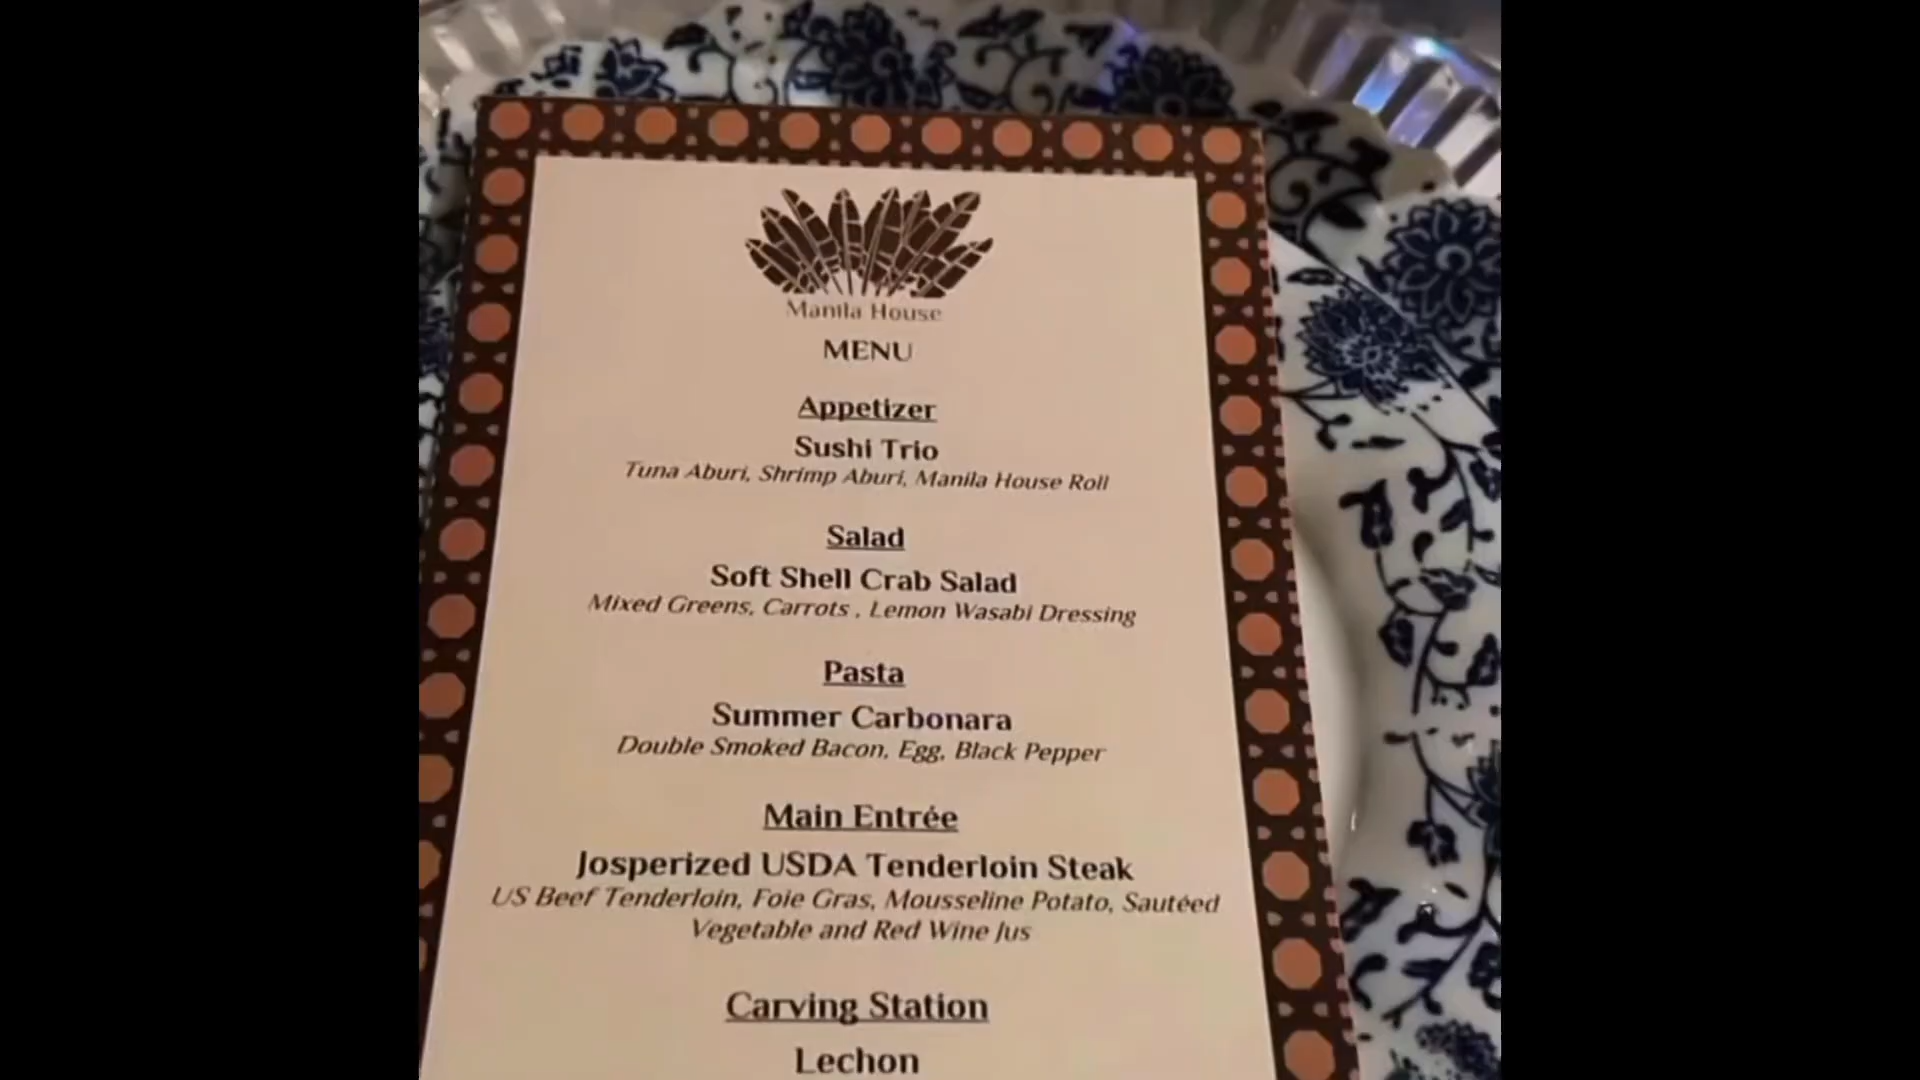 Manila House
MENU
Appetizer
Sushi Trio
Tuna Aburi, Shrimp Aburi, Manila House Roll
Salad
Soft Shell Crab Salad
Mixed Greens, Carrots , Lemon Wasabi Dressing
Pasta
Summer Carbonara
Double Smoked Bacon, Egg, Black Pepper
Main Entrée
Josperized USDA Tenderloin Steak
US Beef Tenderloin, Foie Gras, Mousseline Potato, Sautéed
Vegetable and Red Wine Jus
Carving Station
Lechon